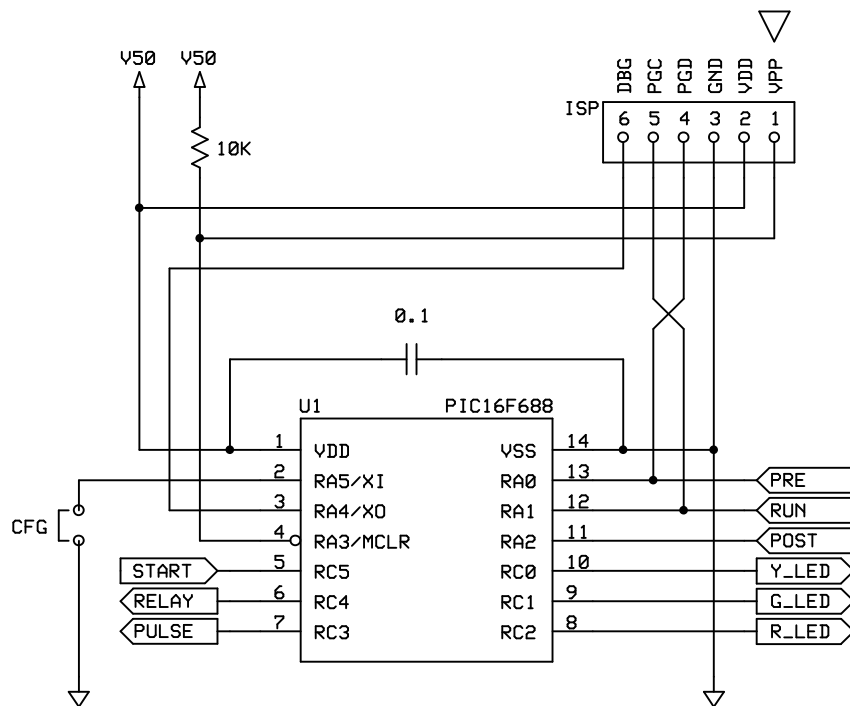 V50 V50
DBG PGC PGD GND VDD VPP
ISP
6 5 4 3 2 1
10K
0.1
U1 PIC16F688
1 VDD VSS 14
2 RA5/XI RA0 13 PRE
3 RA4/XO RA1 12 RUN
CFG
4 RA3/MCLR RA2 11 POST
START 5 RC5 RC0 10 Y_LED
RELAY 6 RC4 RC1 9 G_LED
PULSE 7 RC3 RC2 8 R_LED